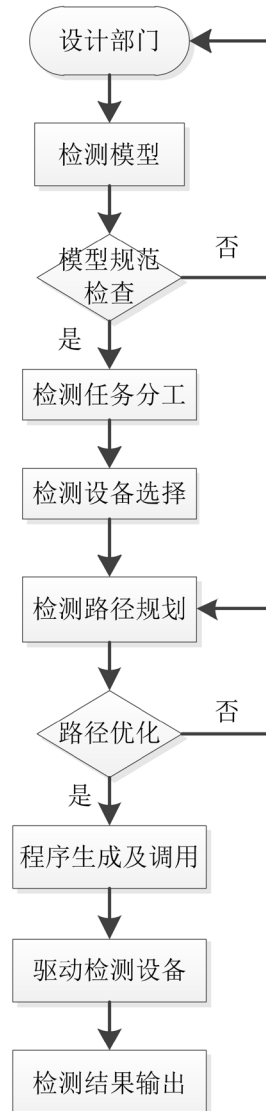 设计部门
检测模型
模型规范
检查
否
是
检测任务分工
检测设备选择
检测路径规划
路径优化
否
是
程序生成及调用
驱动检测设备
检测结果输出